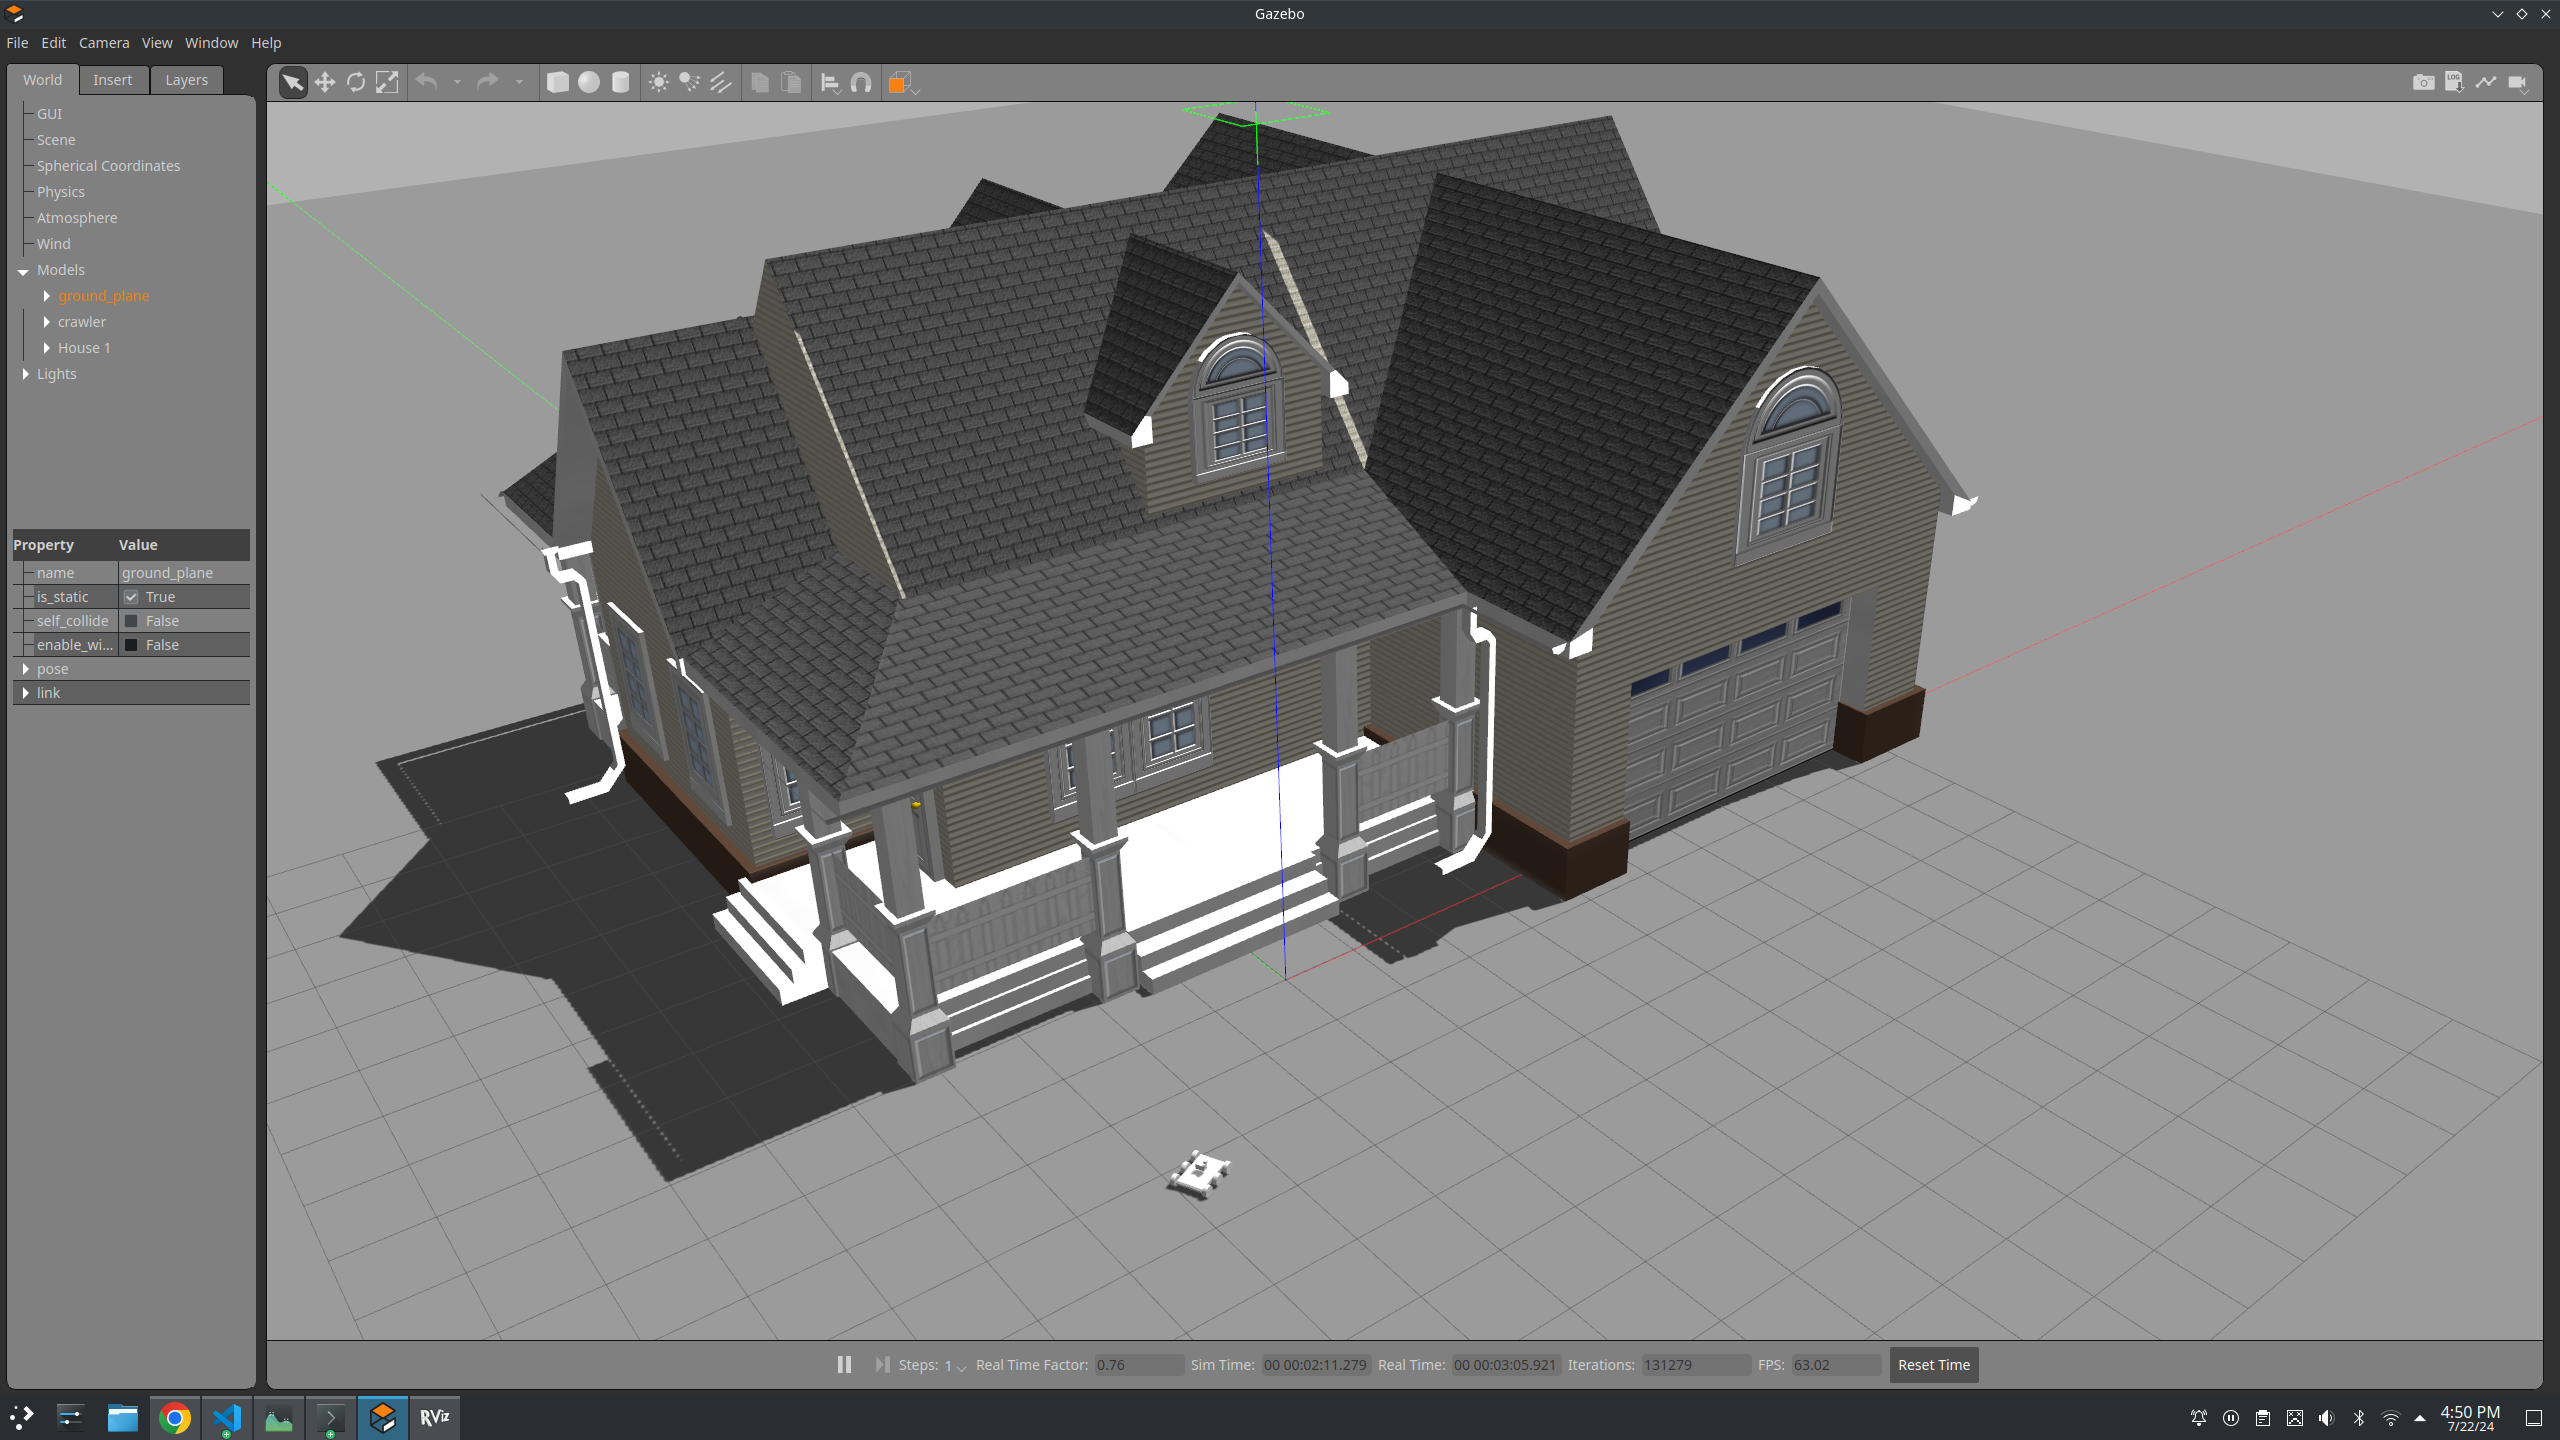 Gazebo
File Edit Camera View Window Help
World Insert Layers
LOG
GUI
Scene
Spherical Coordinates
Physics
Atmosphere
Wind
Models
ground_plane
crawler
House 1
Lights
Property Value
name ground_plane
is_static True
self_collide False
enable_wi... False
pose
link
Steps: 1 Real Time Factor: 0.76 Sim Time: 00 00:02:11.279 Real Time: 00 00:03:05.921 Iterations: 131279 FPS: 63.02 Reset Time
RViz
4:50 PM
7/22/24